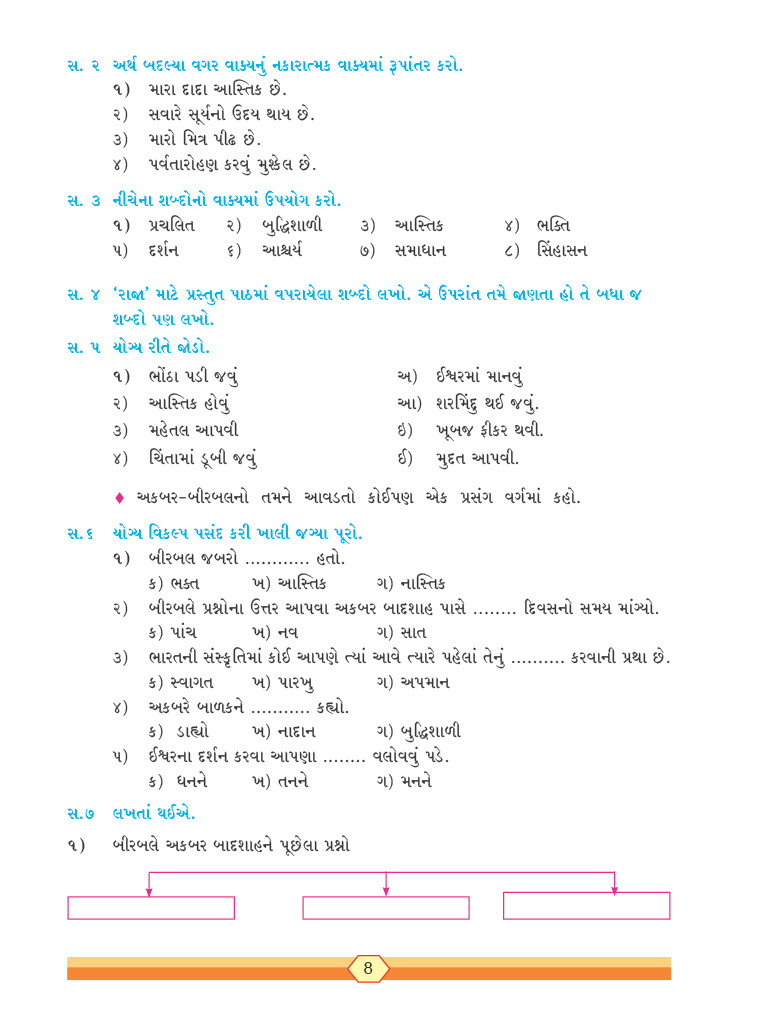 સ. ૨ અર્થ બદલ્યા વગર વાક્યનું નકારાત્મક વાક્યમાં રૂપાંતર કરો.
૧) મારા દાદા આસ્તિક છે.
૨) સવારે સૂર્યનો ઉદય થાય છે.
૩) મારો મિત્ર પીઢ છે.
૪) પર્વતારોહણ કરવું મુશ્કેલ છે.
સ. ૩ નીચેના શબ્દોનો વાક્યમાં ઉપયોગ કરો.
૧) પ્રચલિત ૨) બુદ્ધિશાળી ૩) આસ્તિક ૪) ભક્તિ
૫) દર્શન ૬) આશ્ચર્ય ૭) સમાધાન ૮) સિંહાસન
સ. ૪ ‘રાજા’ માટે પ્રસ્તુત પાઠમાં વપરાયેલા શબ્દો લખો. એ ઉપરાંત તમે જાણતા હો તે બધા જ
શબ્દો પણ લખો.
સ. ૫ યોગ્ય રીતે જોડો.
૧) ભોંઠા પડી જવું અ) ઈશ્વરમાં માનવું
૨) આસ્તિક હોવું આ) શરમિંદુ થઈ જવું.
૩) મહેતલ આપવી ઇ) ખૂબજ ફીકર થવી.
૪) ચિંતામાં ડૂબી જવું ઈ) મુદત આપવી.
♦ અકબર-બીરબલનો તમને આવડતો કોઈપણ એક પ્રસંગ વર્ગમાં કહો.
સ.૬ યોગ્ય વિકલ્પ પસંદ કરી ખાલી જગ્યા પૂરો.
૧) બીરબલ જબરો ............ હતો.
ક) ભક્ત ખ) આસ્તિક ગ) નાસ્તિક
૨) બીરબલે પ્રશ્નોના ઉત્તર આપવા અકબર બાદશાહ પાસે ........ દિવસનો સમય માંગ્યો.
ક) પાંચ ખ) નવ ગ) સાત
૩) ભારતની સંસ્કૃતિમાં કોઈ આપણે ત્યાં આવે ત્યારે પહેલાં તેનું .......... કરવાની પ્રથા છે.
ક) સ્વાગત ખ) પારખુ ગ) અપમાન
૪) અકબરે બાળકને ........... કહ્યો.
ક) ડાહ્યો ખ) નાદાન ગ) બુદ્ધિશાળી
૫) ઈશ્વરના દર્શન કરવા આપણા ........ વલોવવું પડે.
ક) ધનને ખ) તનને ગ) મનને
સ.૭ લખતાં થઈએ.
૧) બીરબલે અકબર બાદશાહને પૂછેલા પ્રશ્નો
8